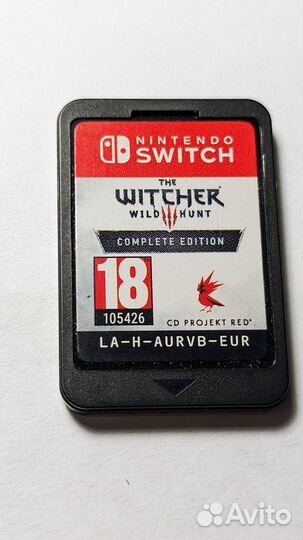 NINTENDO
SWITCH
THE
WITCHER
WILD HUNT
COMPLETE EDITION
18
105426
CD PROJEKT RED®
LA-H-AURVB-EUR
Avito